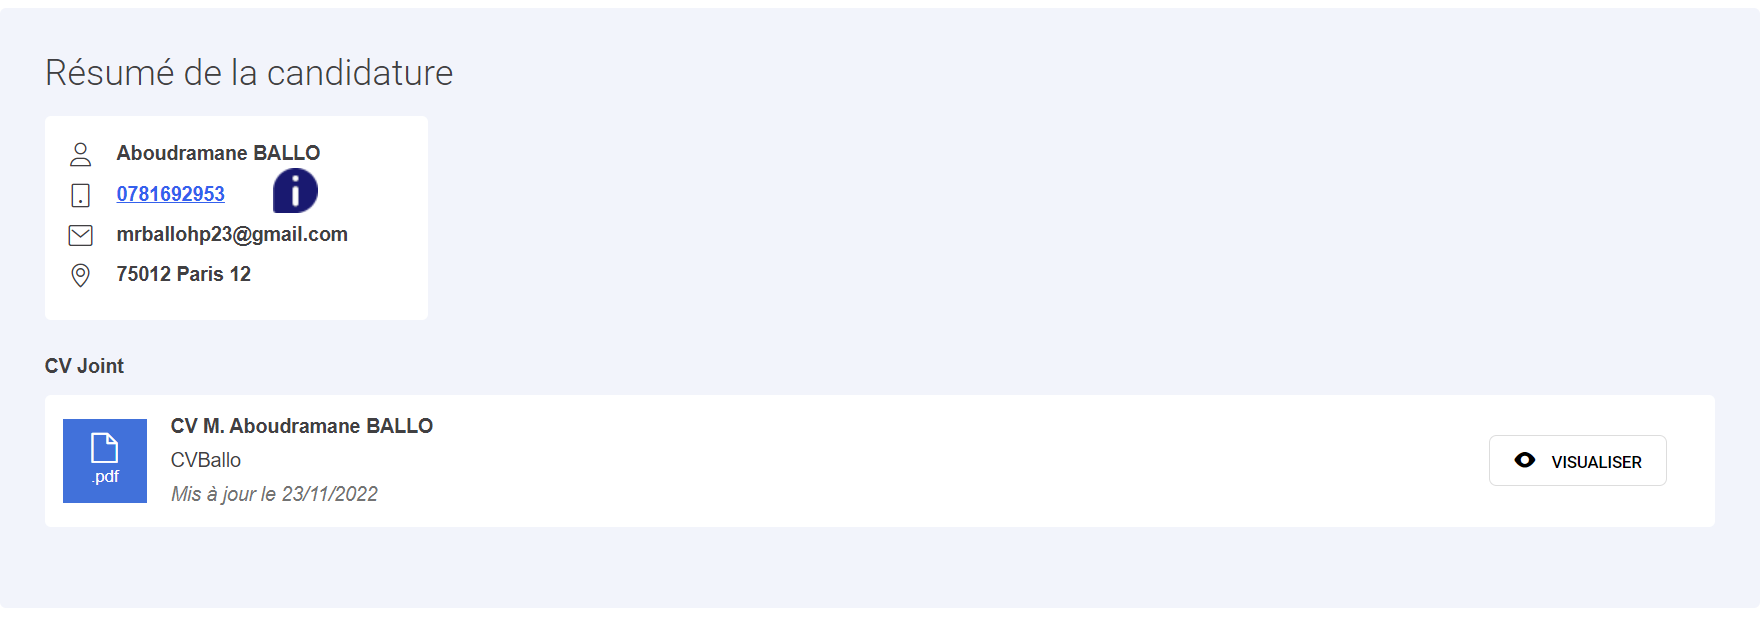 Résumé de la candidature
Aboudramane BALLO
0781692953
i
mrballohp23@gmail.com
75012 Paris 12
CV Joint
.pdf
CV M. Aboudramane BALLO
CVBallo
Mis à jour le 23/11/2022
VISUALISER